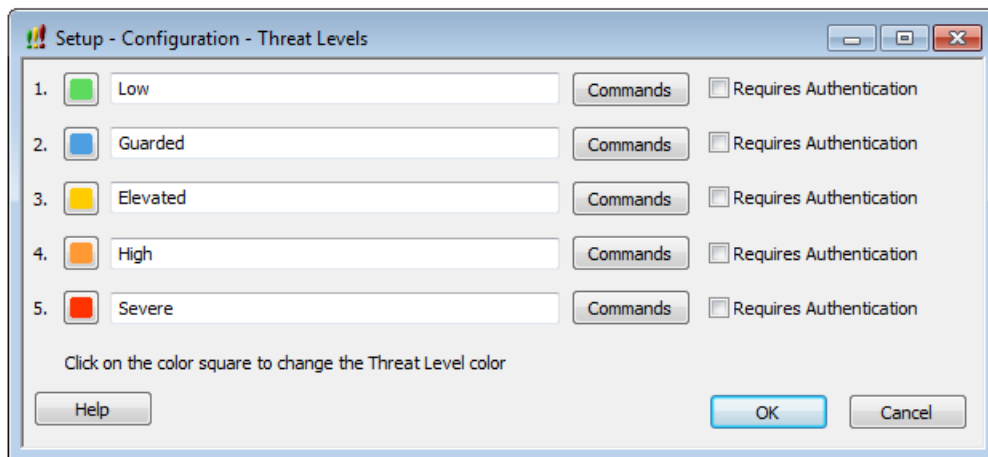 Setup - Configuration - Threat Levels
1. Low Commands Requires Authentication
2. Guarded Commands Requires Authentication
3. Elevated Commands Requires Authentication
4. High Commands Requires Authentication
5. Severe Commands Requires Authentication
Click on the color square to change the Threat Level color
Help OK Cancel